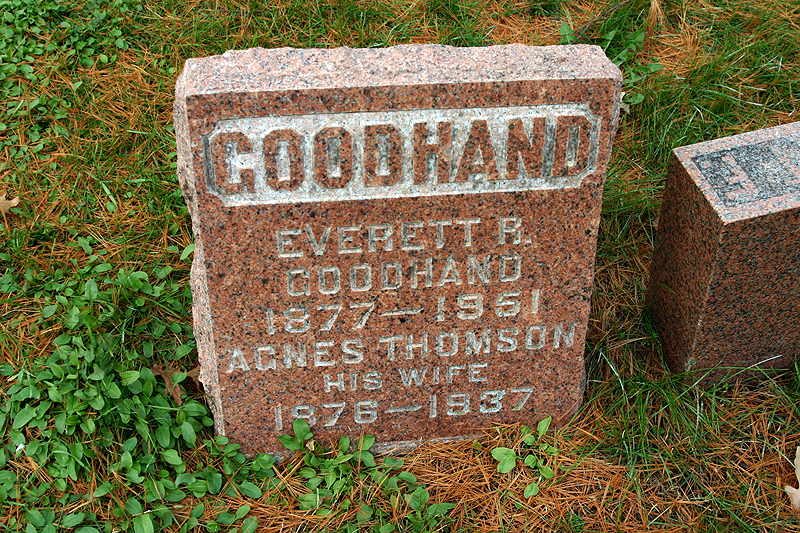 GOODHAND
EVERETT R.
GOODHAND
1877—1951
AGNES THOMSON
HIS WIFE
1876—1937